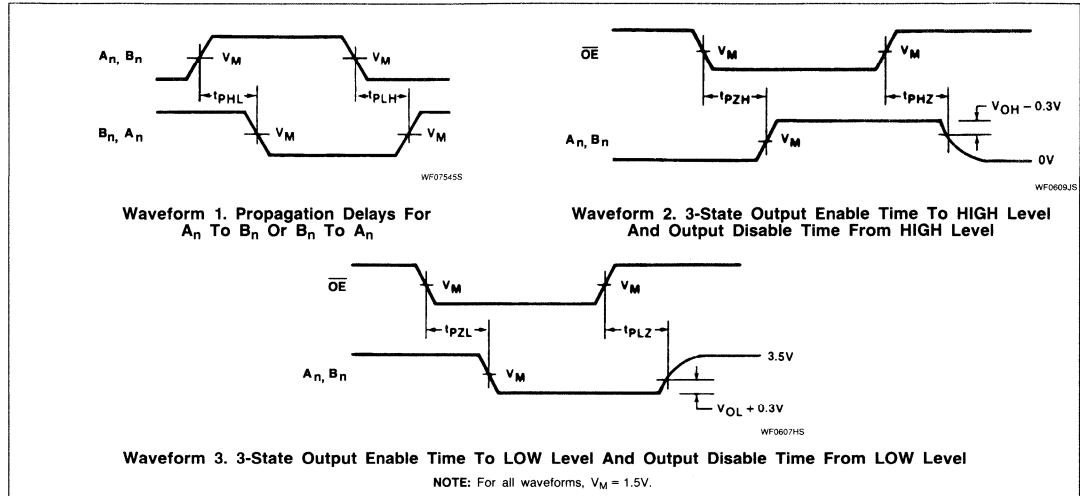 An, Bn
VM
VM
tPHL
tPLH
Bn, An
VM
VM
WF07545S
Waveform 1. Propagation Delays For
An To Bn Or Bn To An
OE
VM
VM
tPZH
tPHZ
VOH – 0.3V
An, Bn
VM
0V
WF0609JS
Waveform 2. 3-State Output Enable Time To HIGH Level
And Output Disable Time From HIGH Level
OE
VM
VM
tPZL
tPLZ
3.5V
An, Bn
VM
VOL + 0.3V
WF0607HS
Waveform 3. 3-State Output Enable Time To LOW Level And Output Disable Time From LOW Level
NOTE: For all waveforms, VM = 1.5V.